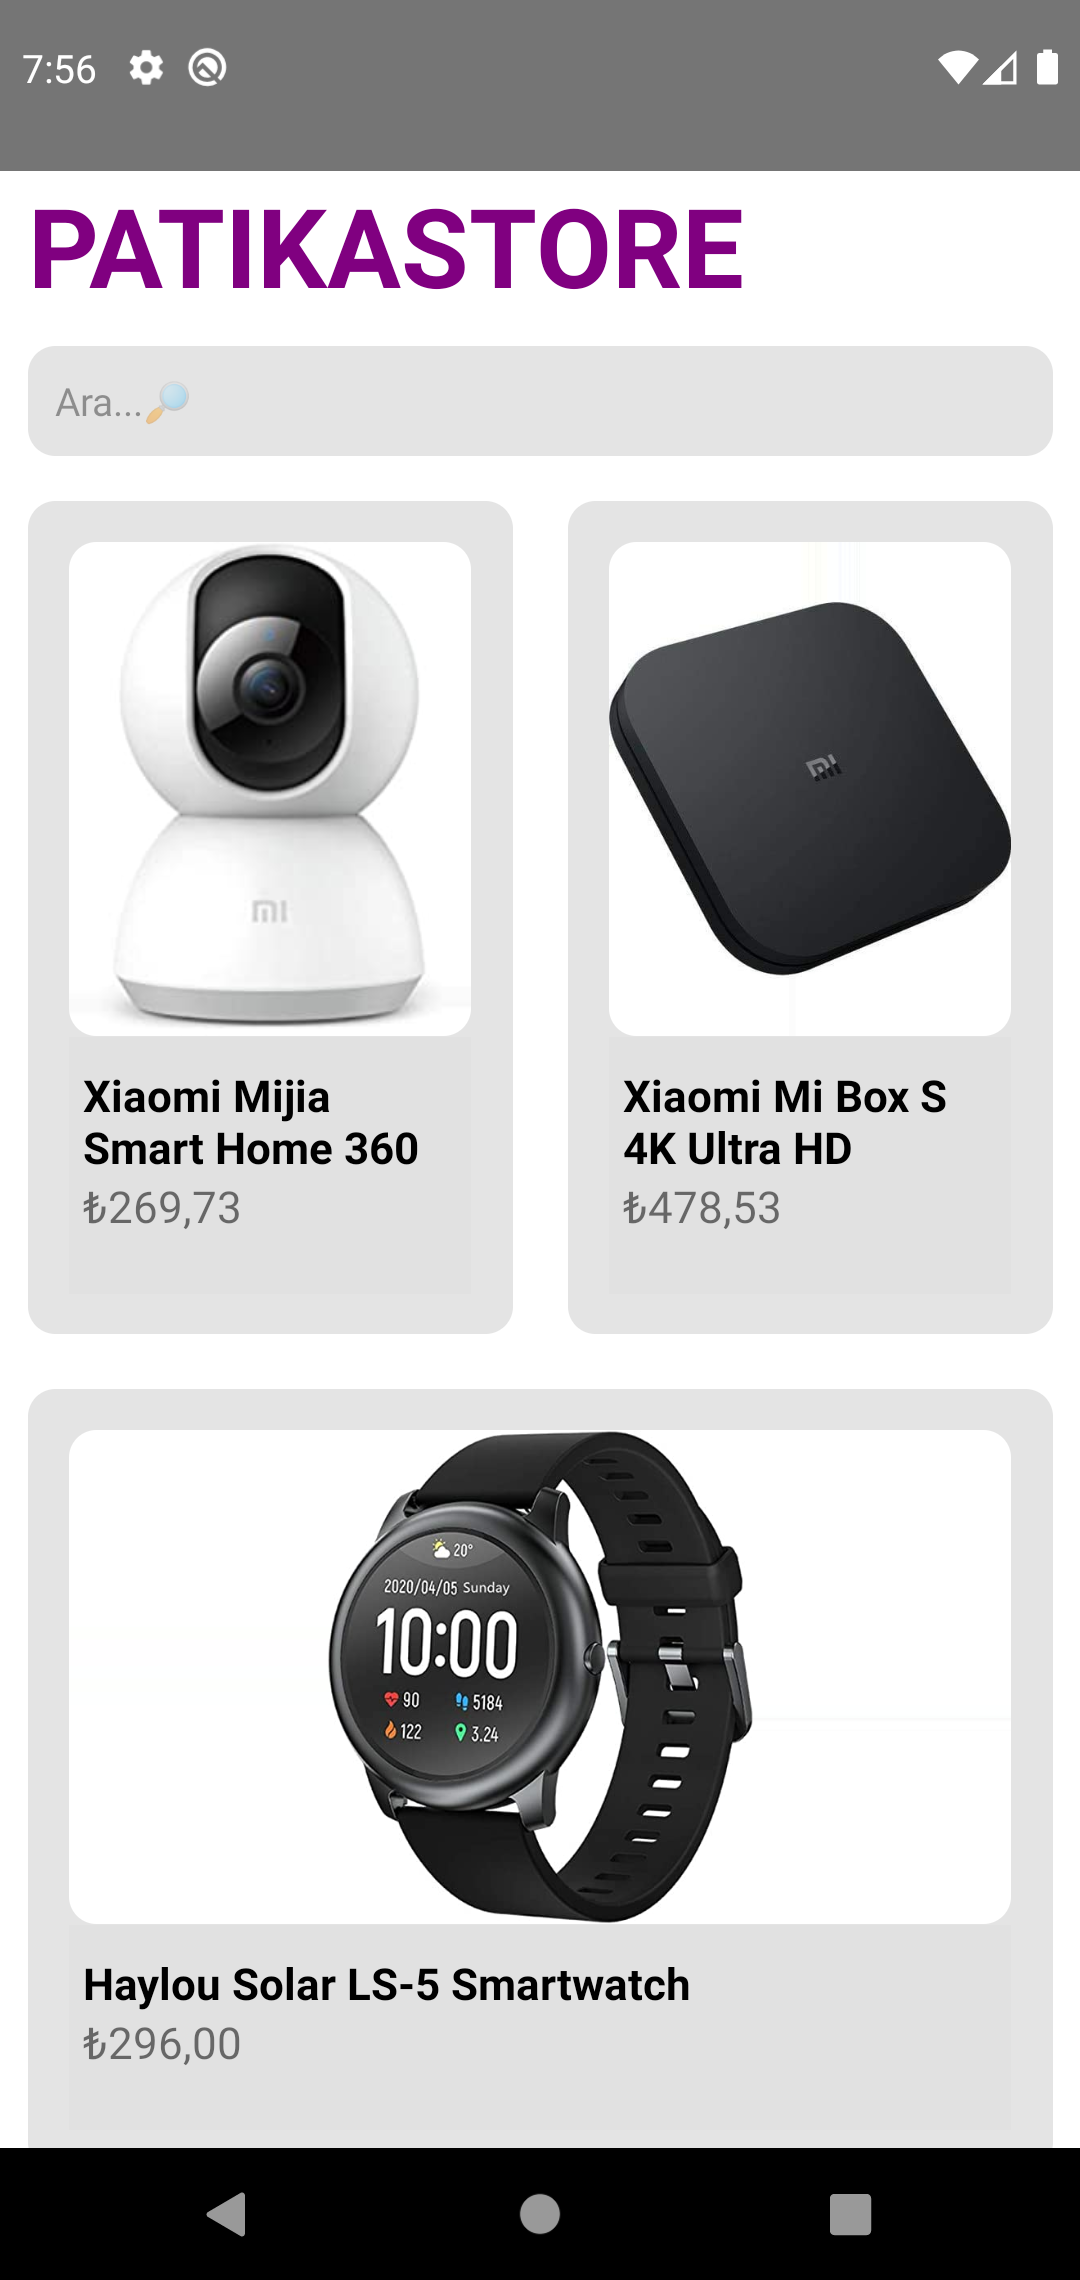 7:56
PATIKASTORE
Ara...🔎
mi
mi
Xiaomi Mijia
Smart Home 360
₺269,73
Xiaomi Mi Box S
4K Ultra HD
₺478,53
20°
2020/04/05 Sunday
10:00
90 5184
122 3.24
Haylou Solar LS-5 Smartwatch
₺296,00